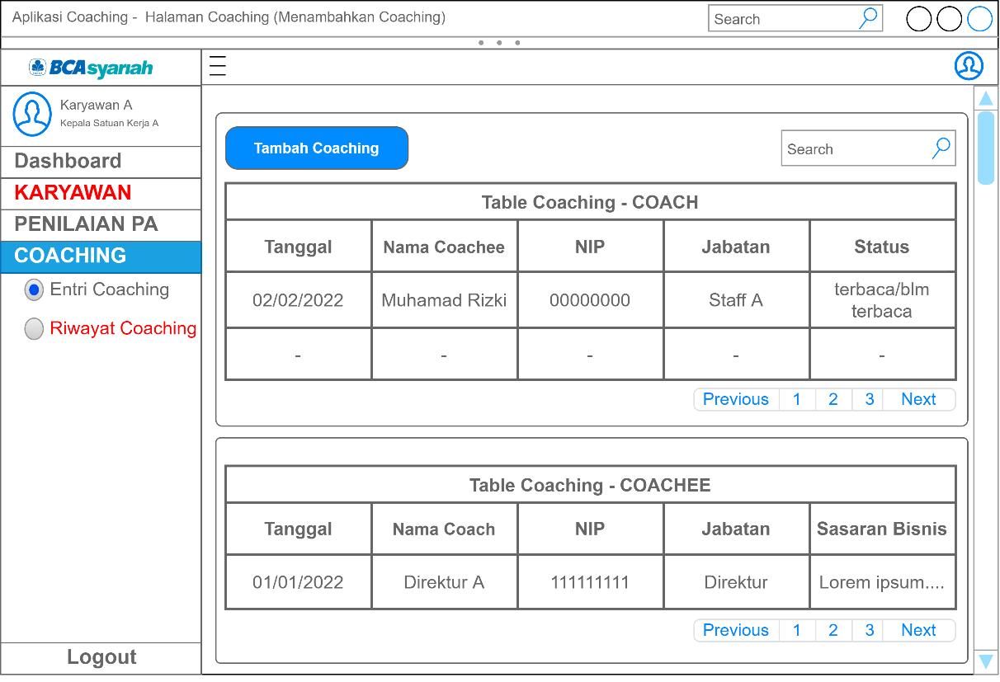 Aplikasi Coaching -  Halaman Coaching (Menambahkan Coaching)
Search
BCAsyariah
Karyawan A
Kepala Satuan Kerja A
Dashboard
KARYAWAN
PENILAIAN PA
COACHING
Entri Coaching
Riwayat Coaching
Logout
Tambah Coaching
Search
Table Coaching - COACH
Tanggal Nama Coachee NIP Jabatan Status
02/02/2022 Muhamad Rizki 00000000 Staff A terbaca/blm
terbaca
- - - - -
Previous 1 2 3 Next
Table Coaching - COACHEE
Tanggal Nama Coach NIP Jabatan Sasaran Bisnis
01/01/2022 Direktur A 111111111 Direktur Lorem ipsum....
Previous 1 2 3 Next